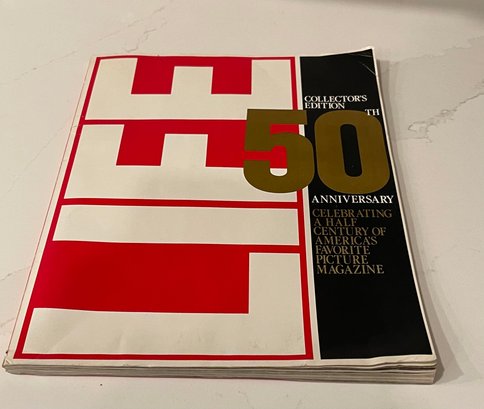 LIFE
COLLECTOR'S
EDITION
50TH
ANNIVERSARY
CELEBRATING
A HALF
CENTURY OF
AMERICA'S
FAVORITE
PICTURE
MAGAZINE